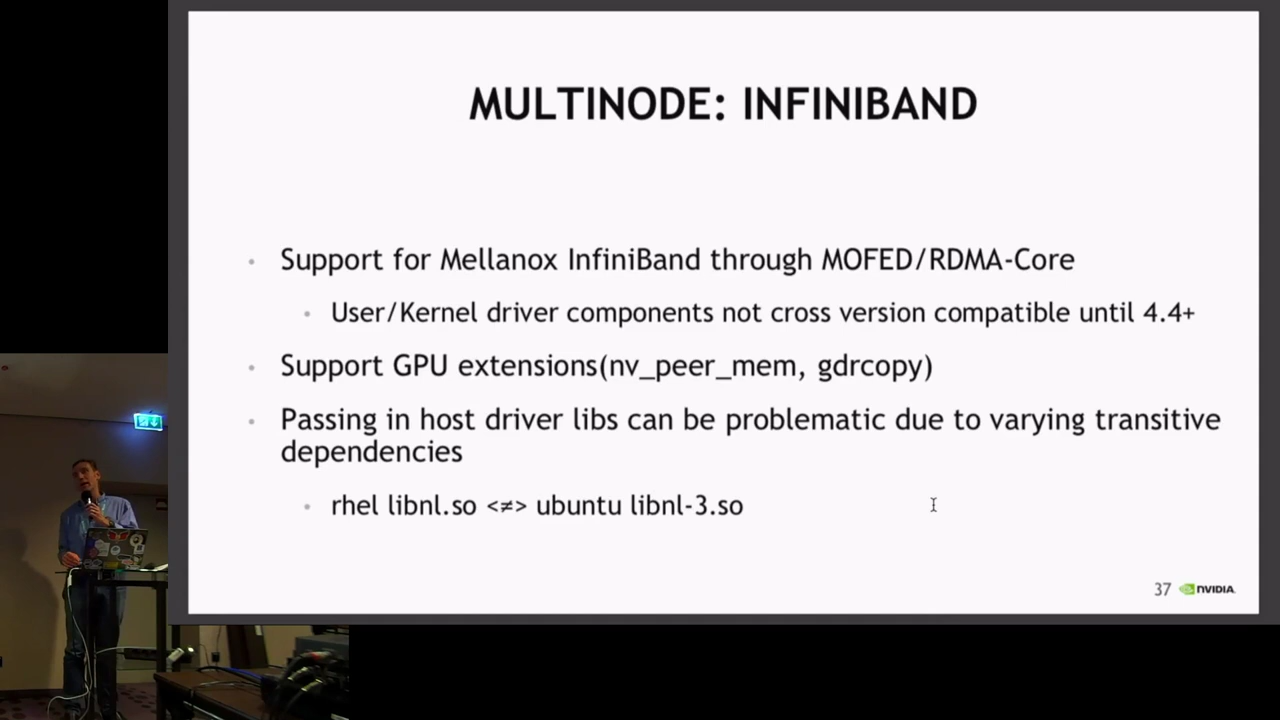 MULTINODE: INFINIBAND
• Support for Mellanox InfiniBand through MOFED/RDMA-Core
• User/Kernel driver components not cross version compatible until 4.4+
• Support GPU extensions(nv_peer_mem, gdrcopy)
• Passing in host driver libs can be problematic due to varying transitive
dependencies
• rhel libnl.so <≠> ubuntu libnl-3.so
37 NVIDIA